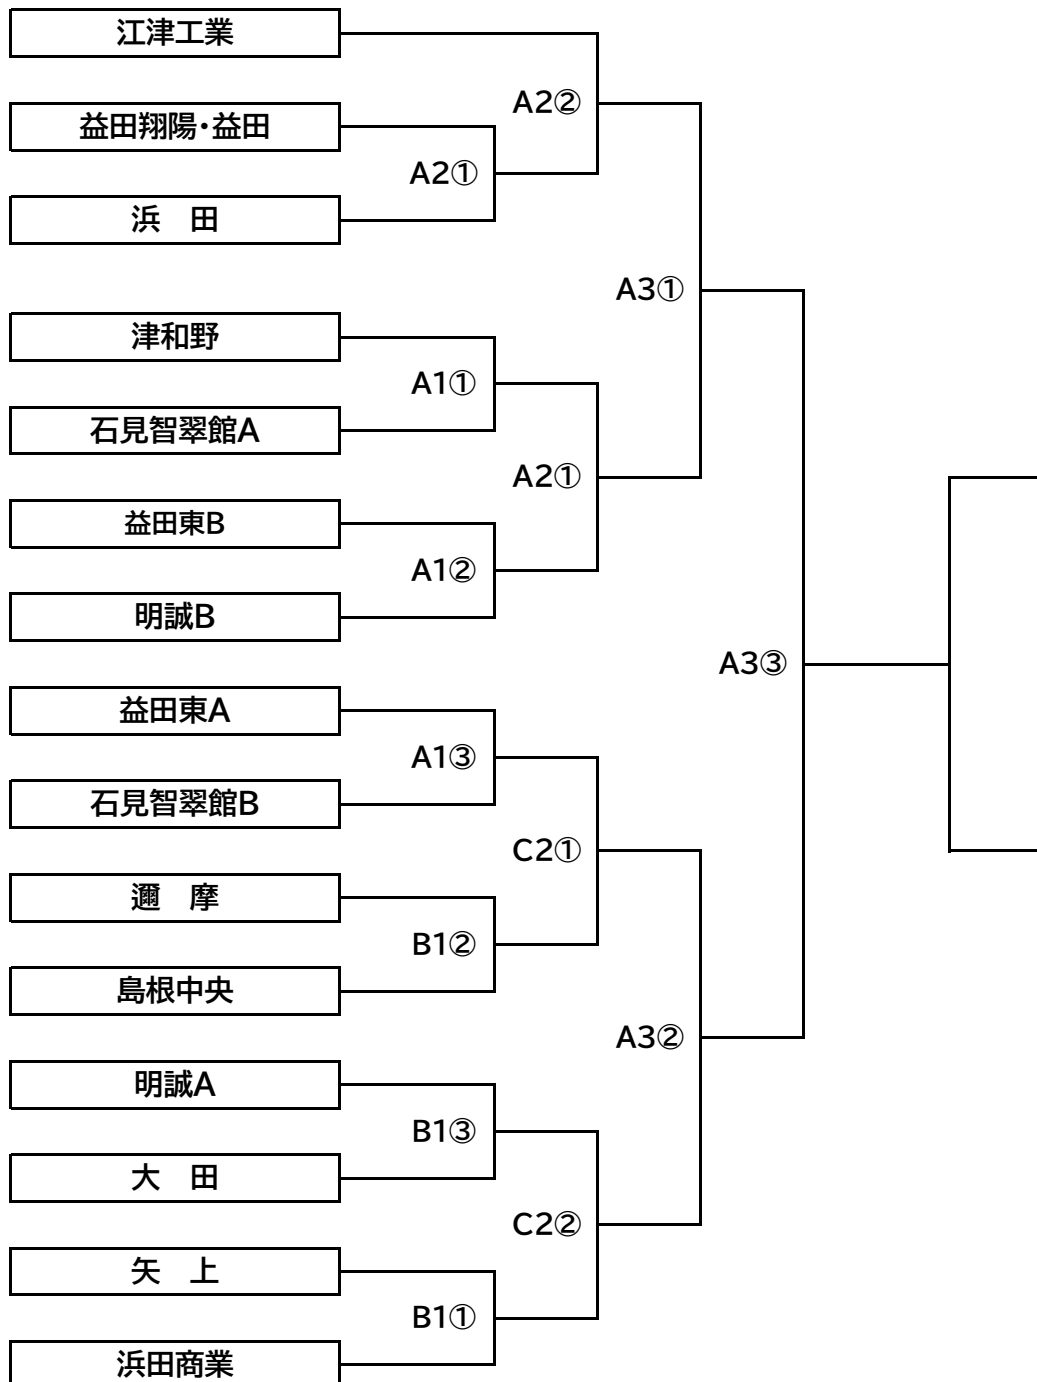 江津工業
A2②
益田翔陽・益田
A2①
浜　田
A3①
津和野
A1①
石見智翠館A
A2①
益田東B
A1②
明誠B
A3③
益田東A
A1③
石見智翠館B
C2①
邇　摩
B1②
島根中央
A3②
明誠A
B1③
大　田
C2②
矢　上
B1①
浜田商業